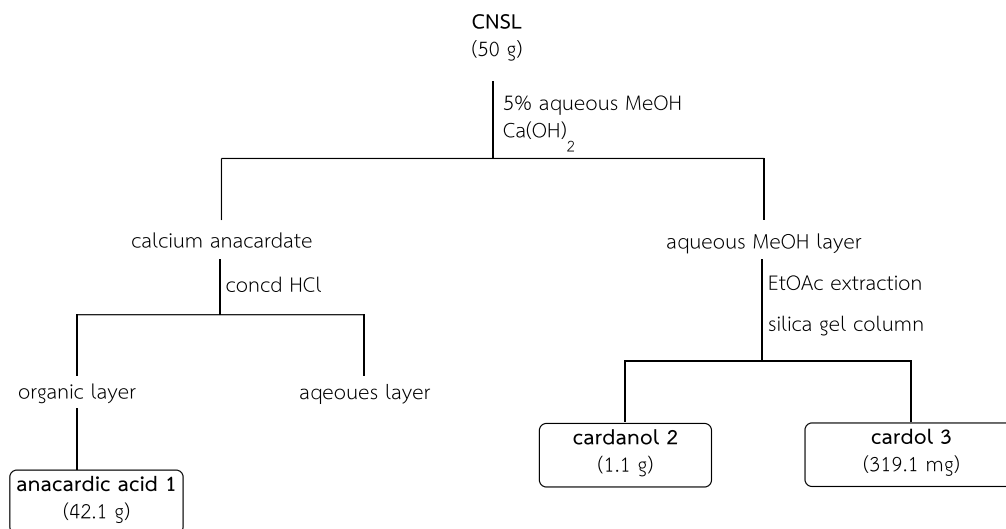 CNSL
(50 g)
5% aqueous MeOH
Ca(OH)2
calcium anacardate
aqueous MeOH layer
concd HCl
EtOAc extraction
silica gel column
organic layer
aqeoues layer
cardanol 2
(1.1 g)
cardol 3
(319.1 mg)
anacardic acid 1
(42.1 g)